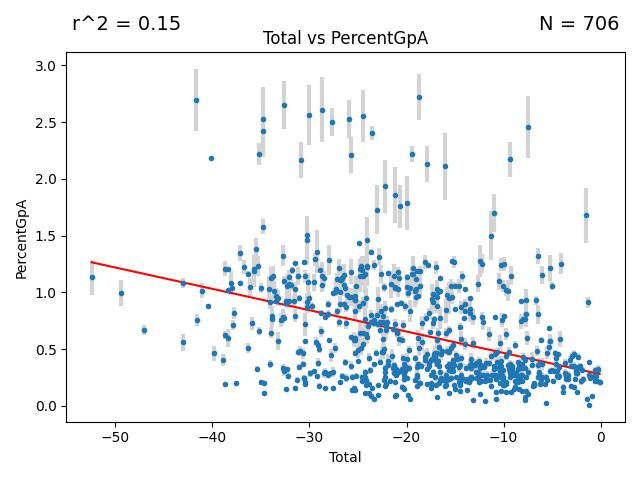 r^2 = 0.15
N = 706
Total vs PercentGpA
3.0
2.5
2.0
1.5
1.0
0.5
0.0
PercentGpA
−50
−40
−30
−20
−10
0
Total